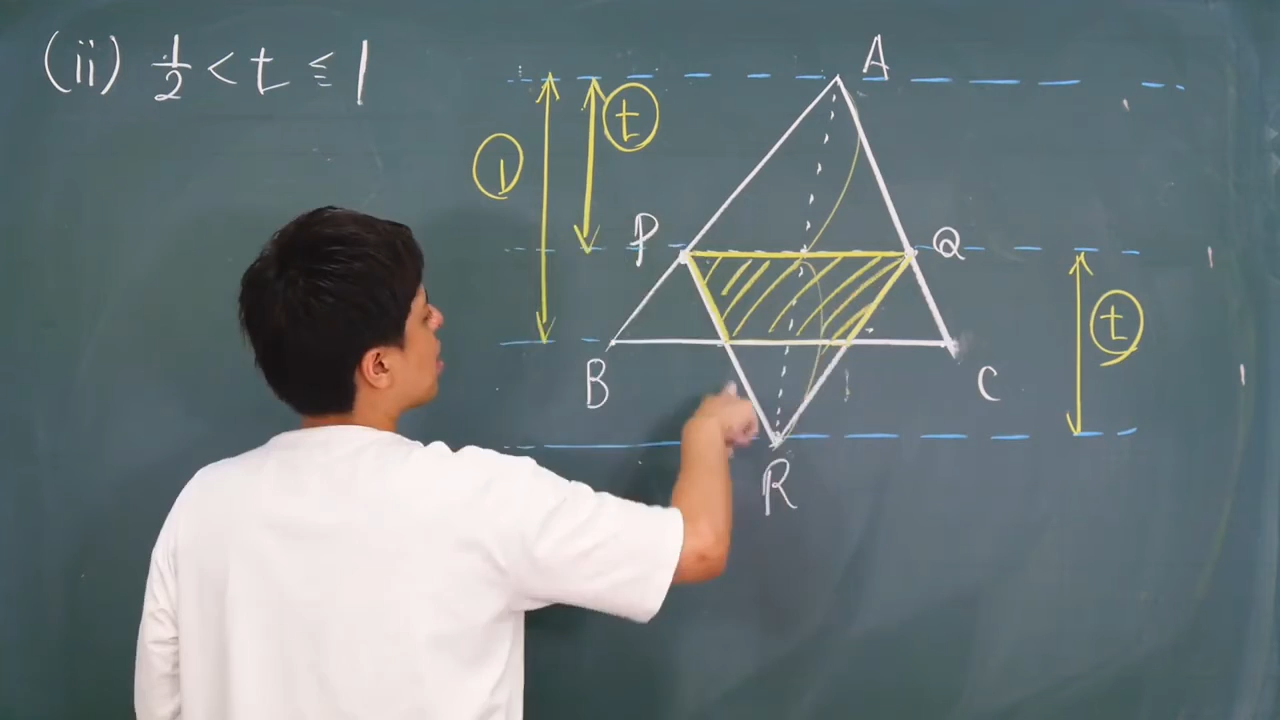 (ii) 1/2 < t ≦ 1
A
① ⓣ
P Q
ⓣ
B C
R